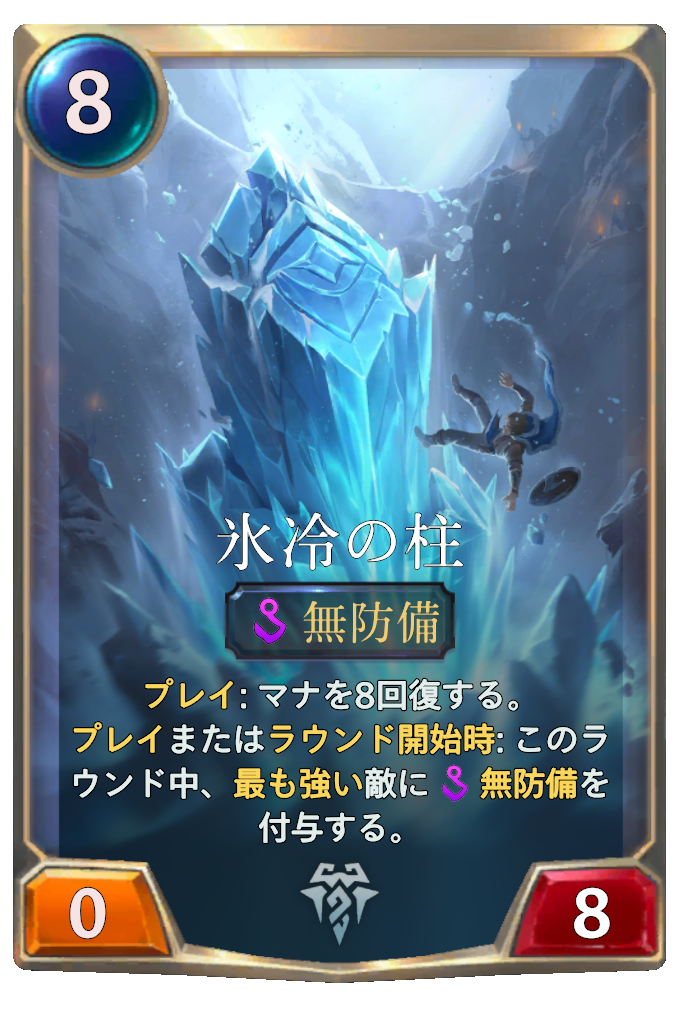 8
氷冷の柱
無防備
プレイ: マナを8回復する。
プレイまたはラウンド開始時: このラ
ウンド中、最も強い敵に 無防備を
付与する。
0
8